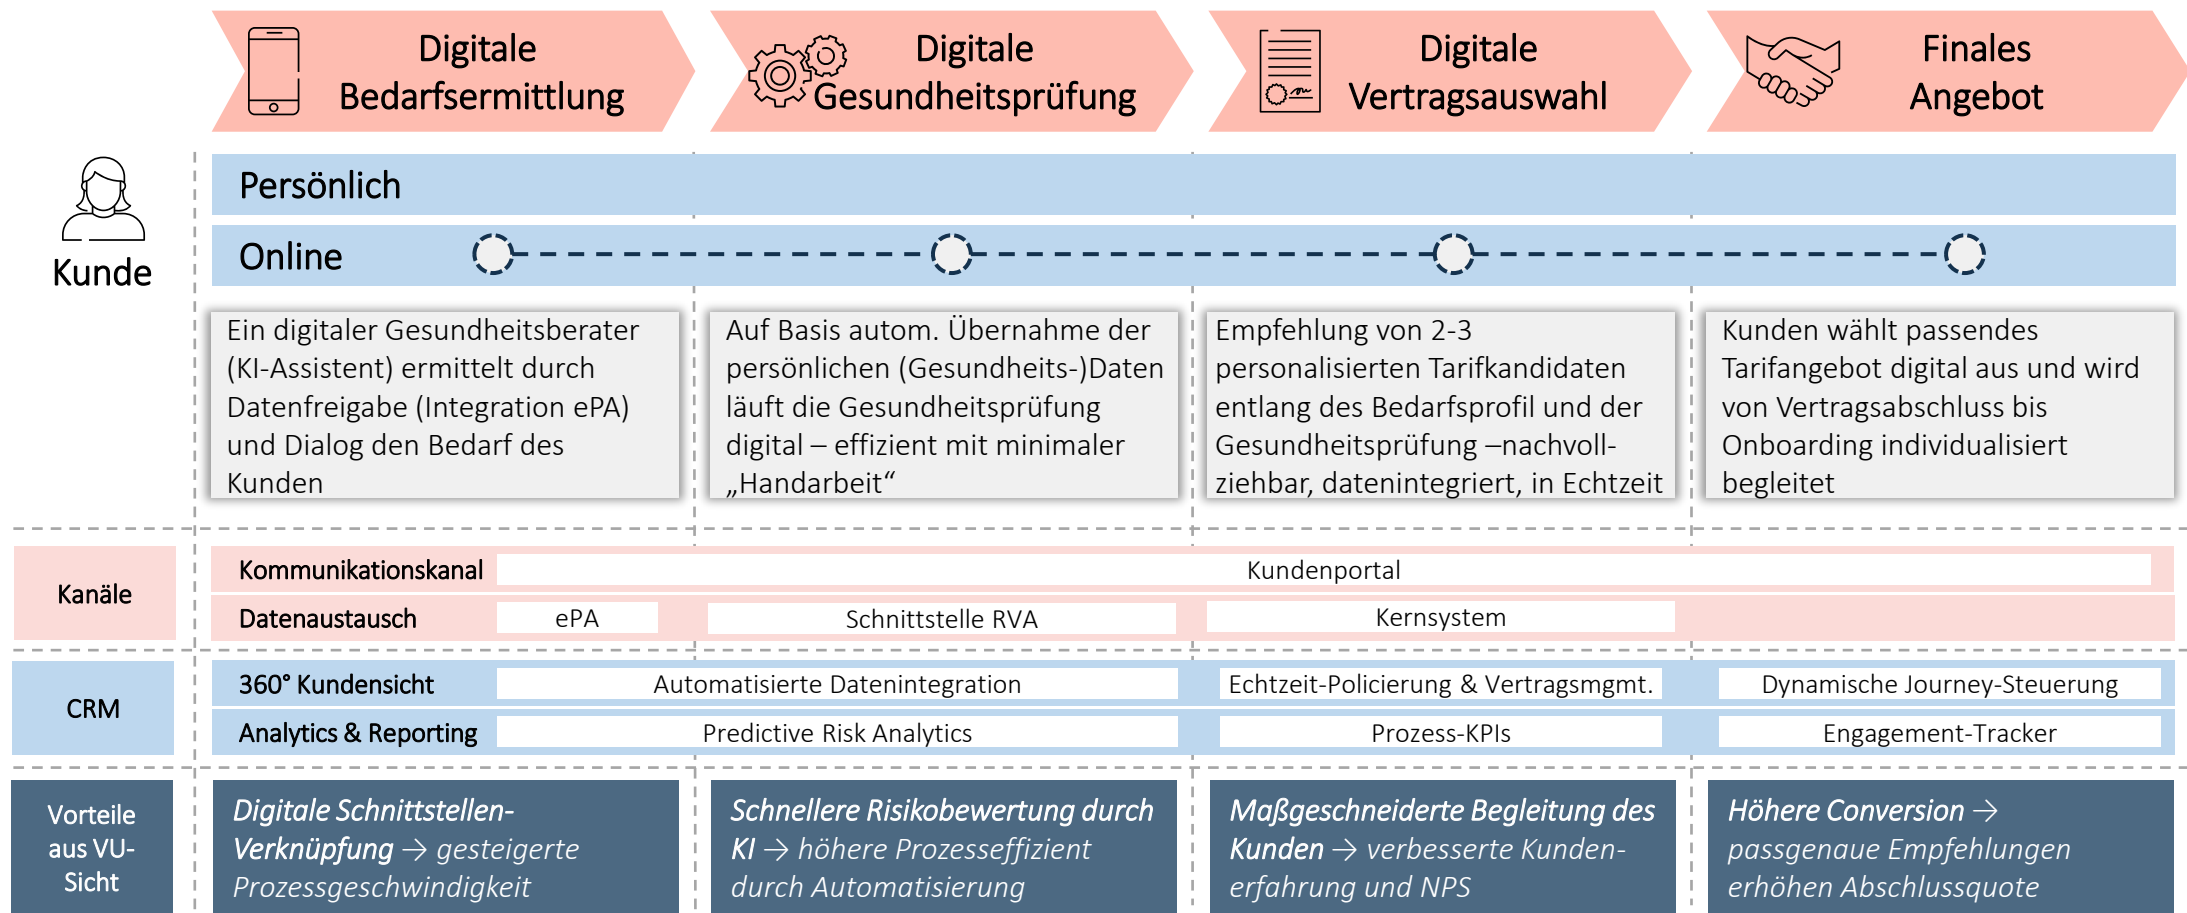 Digitale
Bedarfsermittlung
Digitale
Gesundheitsprüfung
Digitale
Vertragsauswahl
Finales
Angebot
Kunde
Persönlich
Online
Ein digitaler Gesundheitsberater
(KI-Assistent) ermittelt durch
Datenfreigabe (Integration ePA)
und Dialog den Bedarf des
Kunden
Auf Basis autom. Übernahme der
persönlichen (Gesundheits-)Daten
läuft die Gesundheitsprüfung
digital – effizient mit minimaler
„Handarbeit“
Empfehlung von 2-3
personalisierten Tarifkandidaten
entlang des Bedarfsprofil und der
Gesundheitsprüfung –nachvoll-
ziehbar, datenintegriert, in Echtzeit
Kunden wählt passendes
Tarifangebot digital aus und wird
von Vertragsabschluss bis
Onboarding individualisiert
begleitet
Kanäle
Kommunikationskanal
Kundenportal
Datenaustausch
ePA
Schnittstelle RVA
Kernsystem
CRM
360° Kundensicht
Automatisierte Datenintegration
Echtzeit-Policierung & Vertragsmgmt.
Dynamische Journey-Steuerung
Analytics & Reporting
Predictive Risk Analytics
Prozess-KPIs
Engagement-Tracker
Vorteile
aus VU-
Sicht
Digitale Schnittstellen-
Verknüpfung → gesteigerte
Prozessgeschwindigkeit
Schnellere Risikobewertung durch
KI → höhere Prozesseffizient
durch Automatisierung
Maßgeschneiderte Begleitung des
Kunden → verbesserte Kunden-
erfahrung und NPS
Höhere Conversion →
passgenaue Empfehlungen
erhöhen Abschlussquote